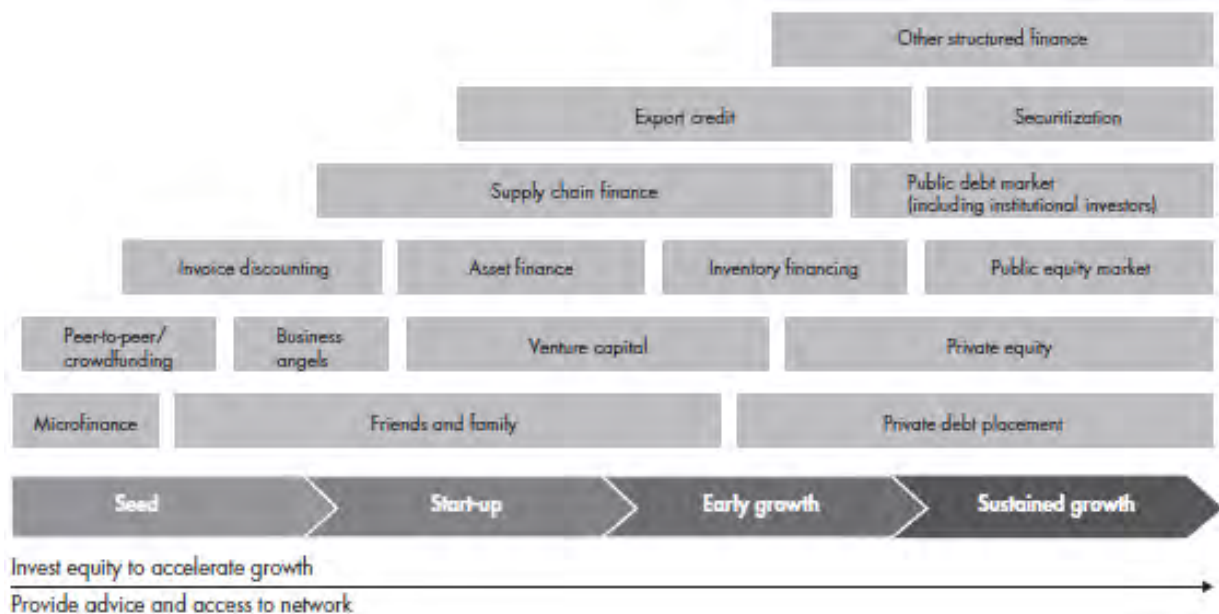 Other structured finance
Export credit
Securitization
Supply chain finance
Public debt market
(including institutional investors)
Invoice discounting
Asset finance
Inventory financing
Public equity market
Peer-to-peer/
crowdfunding
Business
angels
Venture capital
Private equity
Microfinance
Friends and family
Private debt placement
Seed
Start-up
Early growth
Sustained growth
Invest equity to accelerate growth
Provide advice and access to network